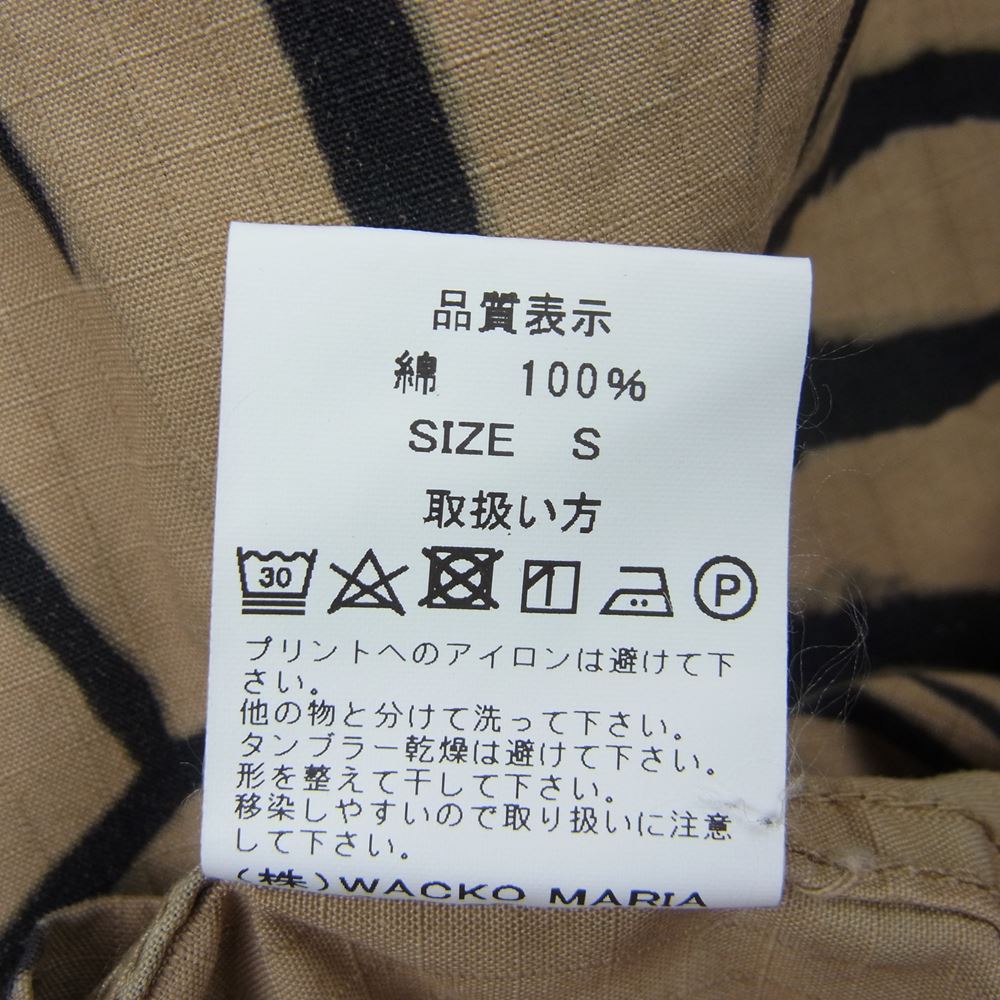 品質表示
綿 100%
SIZE S
取扱い方
30 P
プリントへのアイロンは避けて下
さい。
他の物と分けて洗って下さい。
タンブラー乾燥は避けて下さい。
形を整えて干して下さい。
移染しやすいので取り扱いに注意
して下さい。
(株)WACKO MARIA